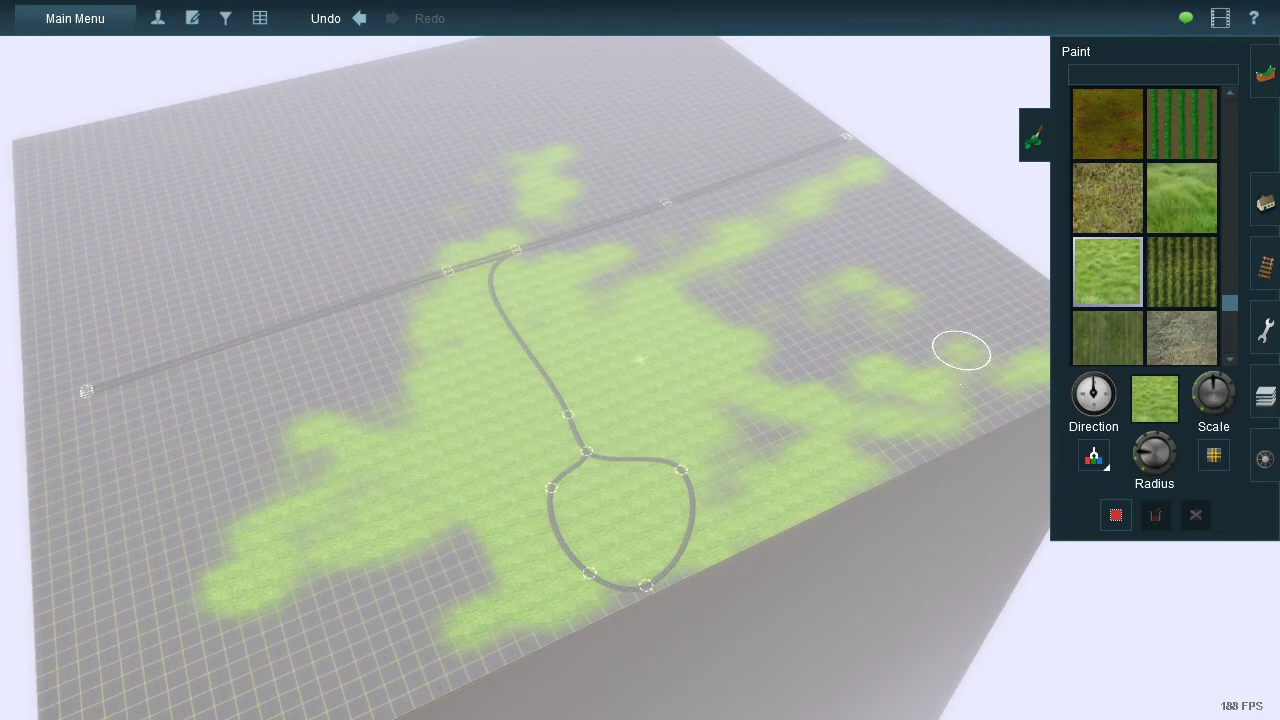 Main Menu
Undo
Redo
?
Paint
Direction
Scale
Radius
188 FPS